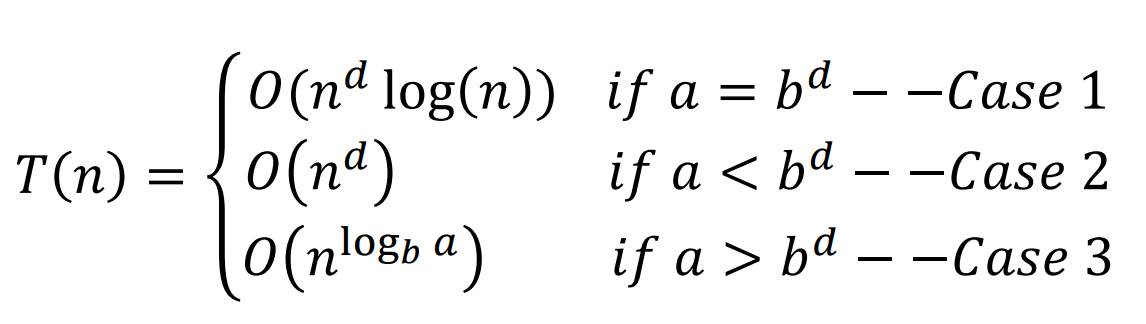 O(n^d log(n)) if a = b^d − −Case 1
T(n) = { O(n^d) if a < b^d − −Case 2
O(n^{log_b a}) if a > b^d − −Case 3